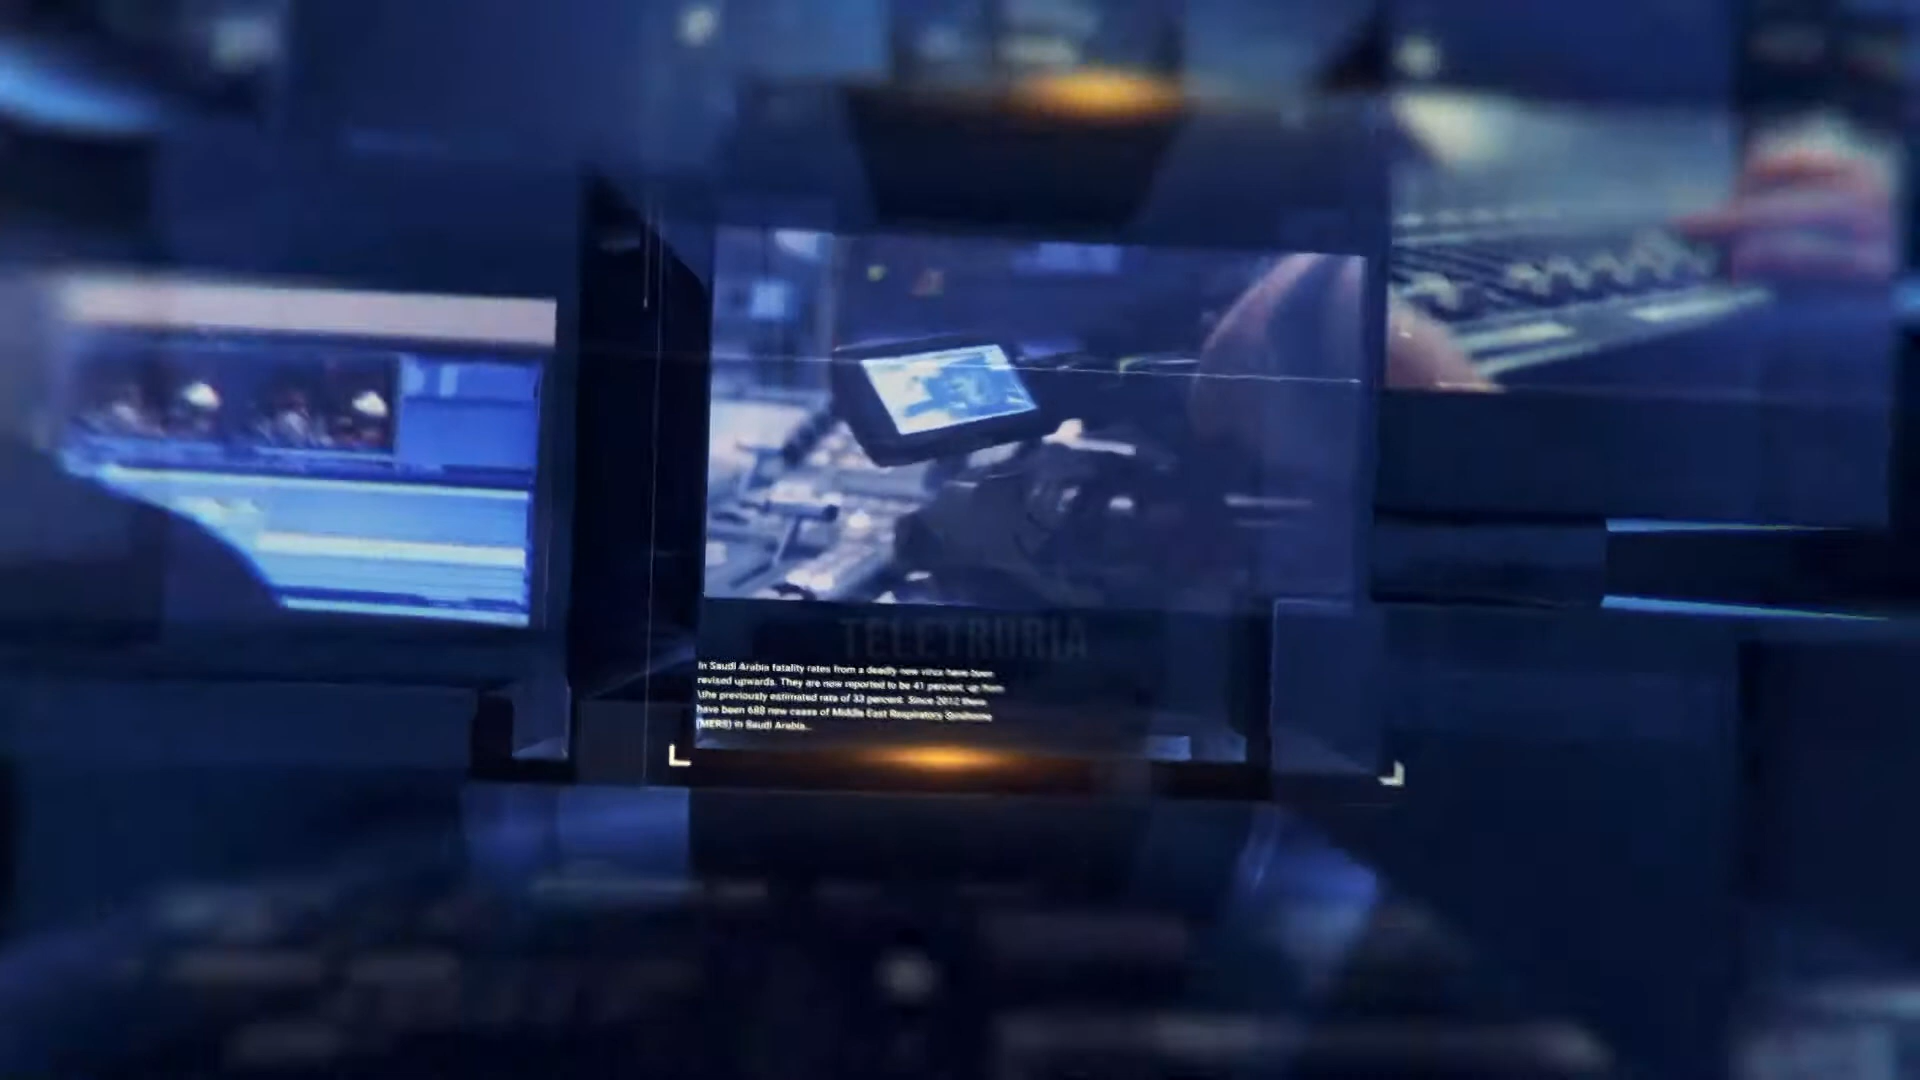 TELETRURIA
In Saudi Arabia fatality rates from a deadly new virus have been
revised upwards. They are now reported to be 41 percent, up from
\the previously estimated rate of 33 percent. Since 2012 there
have been 688 new cases of Middle East Respiratory Syndrome
(MERS) in Saudi Arabia...